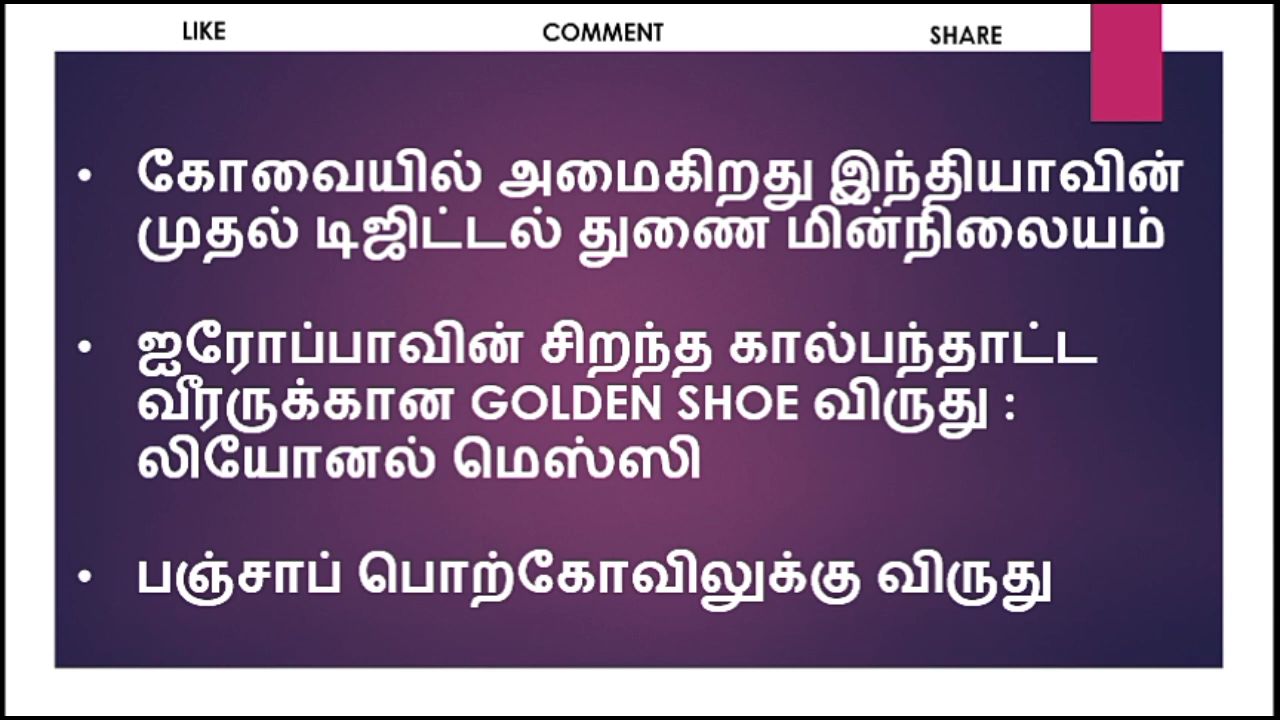 LIKE COMMENT SHARE
• கோவையில் அமைகிறது இந்தியாவின்
முதல் டிஜிட்டல் துணை மின்நிலையம்
• ஐரோப்பாவின் சிறந்த கால்பந்தாட்ட
வீரருக்கான GOLDEN SHOE விருது :
லியோனல் மெஸ்ஸி
• பஞ்சாப் பொற்கோவிலுக்கு விருது